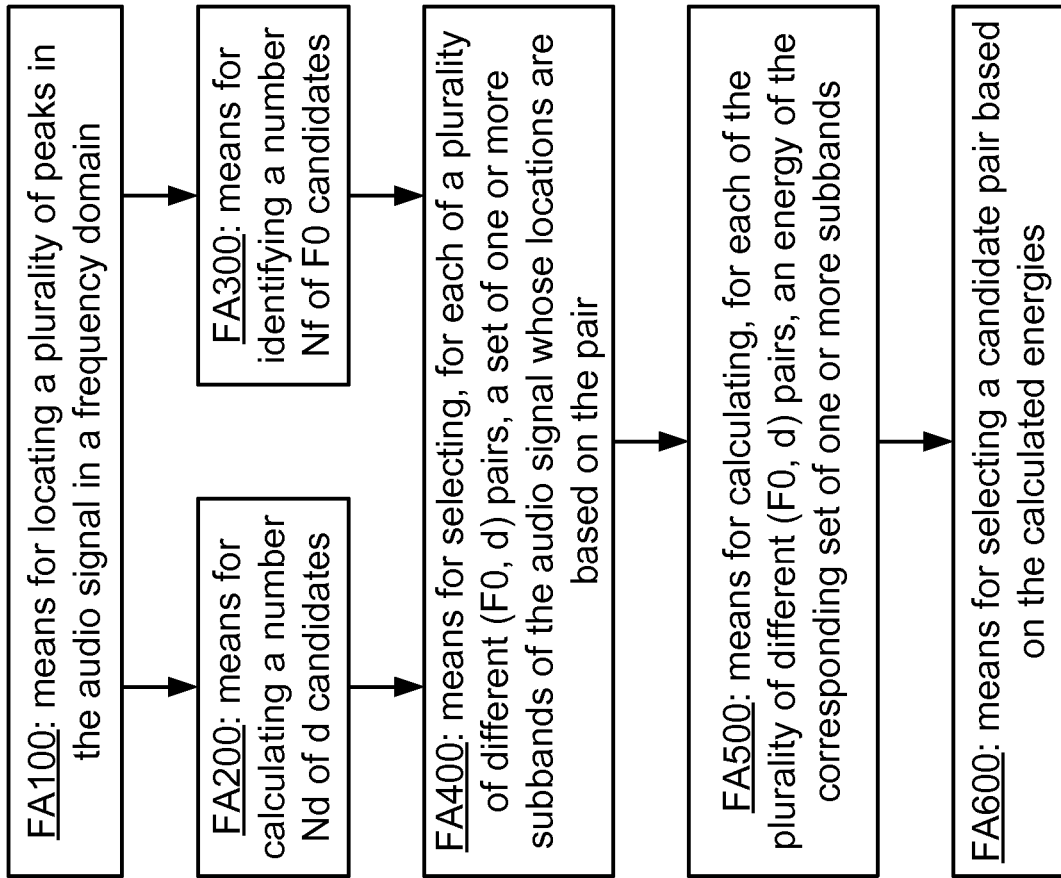 FA100: means for locating a plurality of peaks in
the audio signal in a frequency domain
FA200: means for
calculating a number
Nd of d candidates
FA300: means for
identifying a number
Nf of F0 candidates
FA400: means for selecting, for each of a plurality
of different (F0, d) pairs, a set of one or more
subbands of the audio signal whose locations are
based on the pair
FA500: means for calculating, for each of the
plurality of different (F0, d) pairs, an energy of the
corresponding set of one or more subbands
FA600: means for selecting a candidate pair based
on the calculated energies